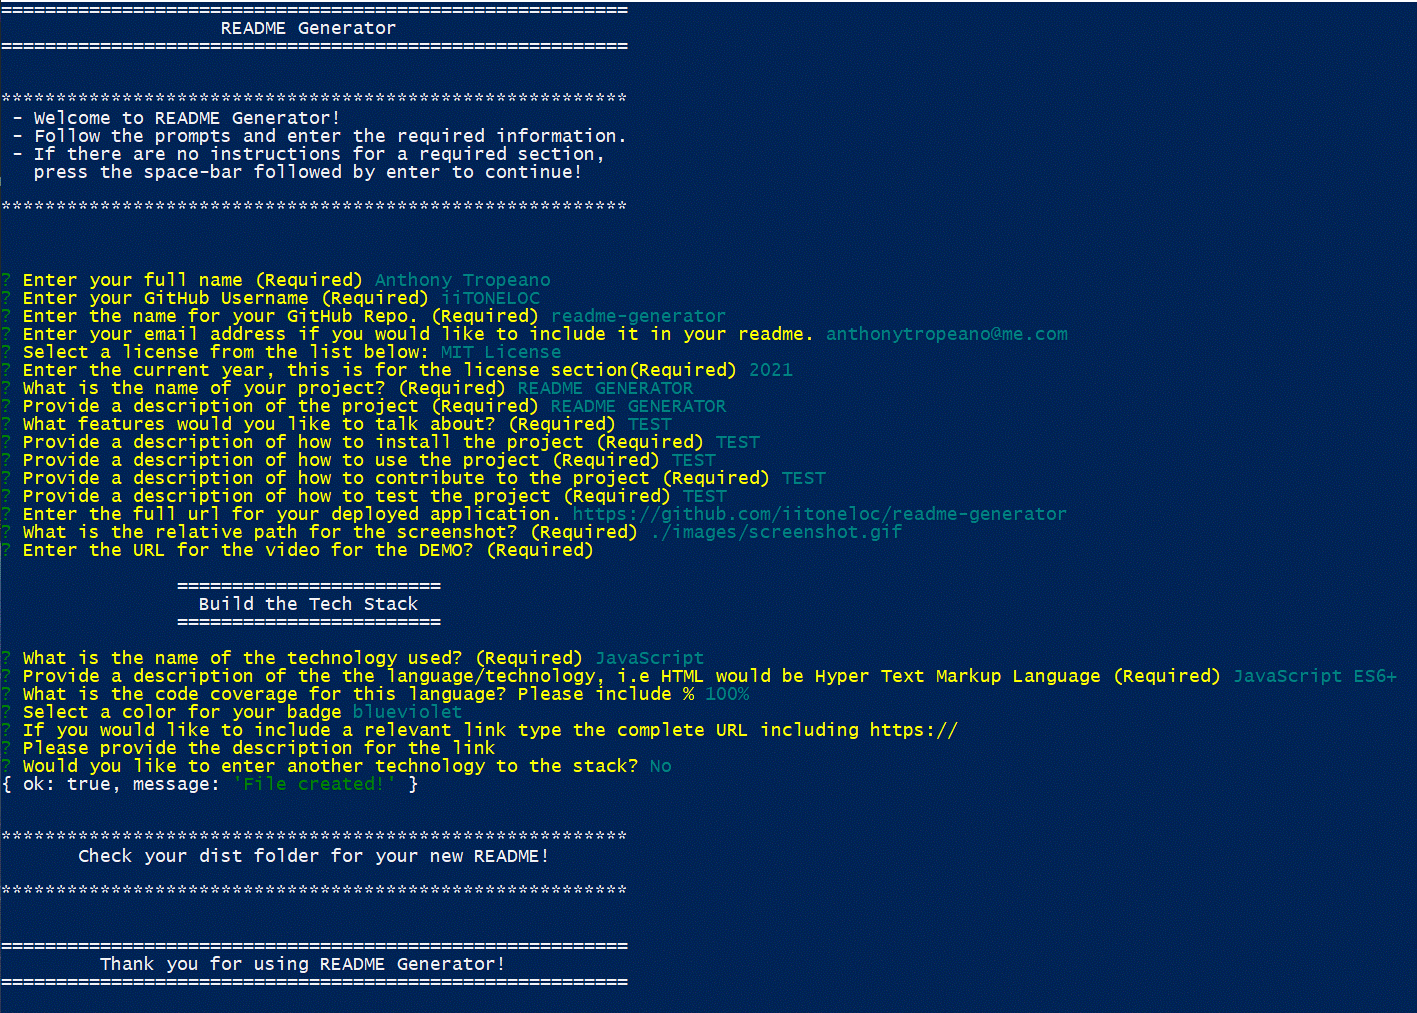 =========================================================
README Generator
=========================================================
*********************************************************
- Welcome to README Generator!
- Follow the prompts and enter the required information.
- If there are no instructions for a required section,
press the space-bar followed by enter to continue!
*********************************************************
? Enter your full name (Required) Anthony Tropeano
? Enter your GitHub Username (Required) iiTONELOC
? Enter the name for your GitHub Repo. (Required) readme-generator
? Enter your email address if you would like to include it in your readme. anthonytropeano@me.com
? Select a license from the list below: MIT License
? Enter the current year, this is for the license section(Required) 2021
? What is the name of your project? (Required) README GENERATOR
? Provide a description of the project (Required) README GENERATOR
? What features would you like to talk about? (Required) TEST
? Provide a description of how to install the project (Required) TEST
? Provide a description of how to use the project (Required) TEST
? Provide a description of how to contribute to the project (Required) TEST
? Provide a description of how to test the project (Required) TEST
? Enter the full url for your deployed application. https://github.com/iitoneloc/readme-generator
? What is the relative path for the screenshot? (Required) ./images/screenshot.gif
? Enter the URL for the video for the DEMO? (Required)
========================
Build the Tech Stack
========================
? What is the name of the technology used? (Required) JavaScript
? Provide a description of the the language/technology, i.e HTML would be Hyper Text Markup Language (Required) JavaScript ES6+
? What is the code coverage for this language? Please include % 100%
? Select a color for your badge blueviolet
? If you would like to include a relevant link type the complete URL including https://
? Please provide the description for the link
? Would you like to enter another technology to the stack? No
{ ok: true, message: 'File created!' }
*********************************************************
Check your dist folder for your new README!
*********************************************************
=========================================================
Thank you for using README Generator!
=========================================================